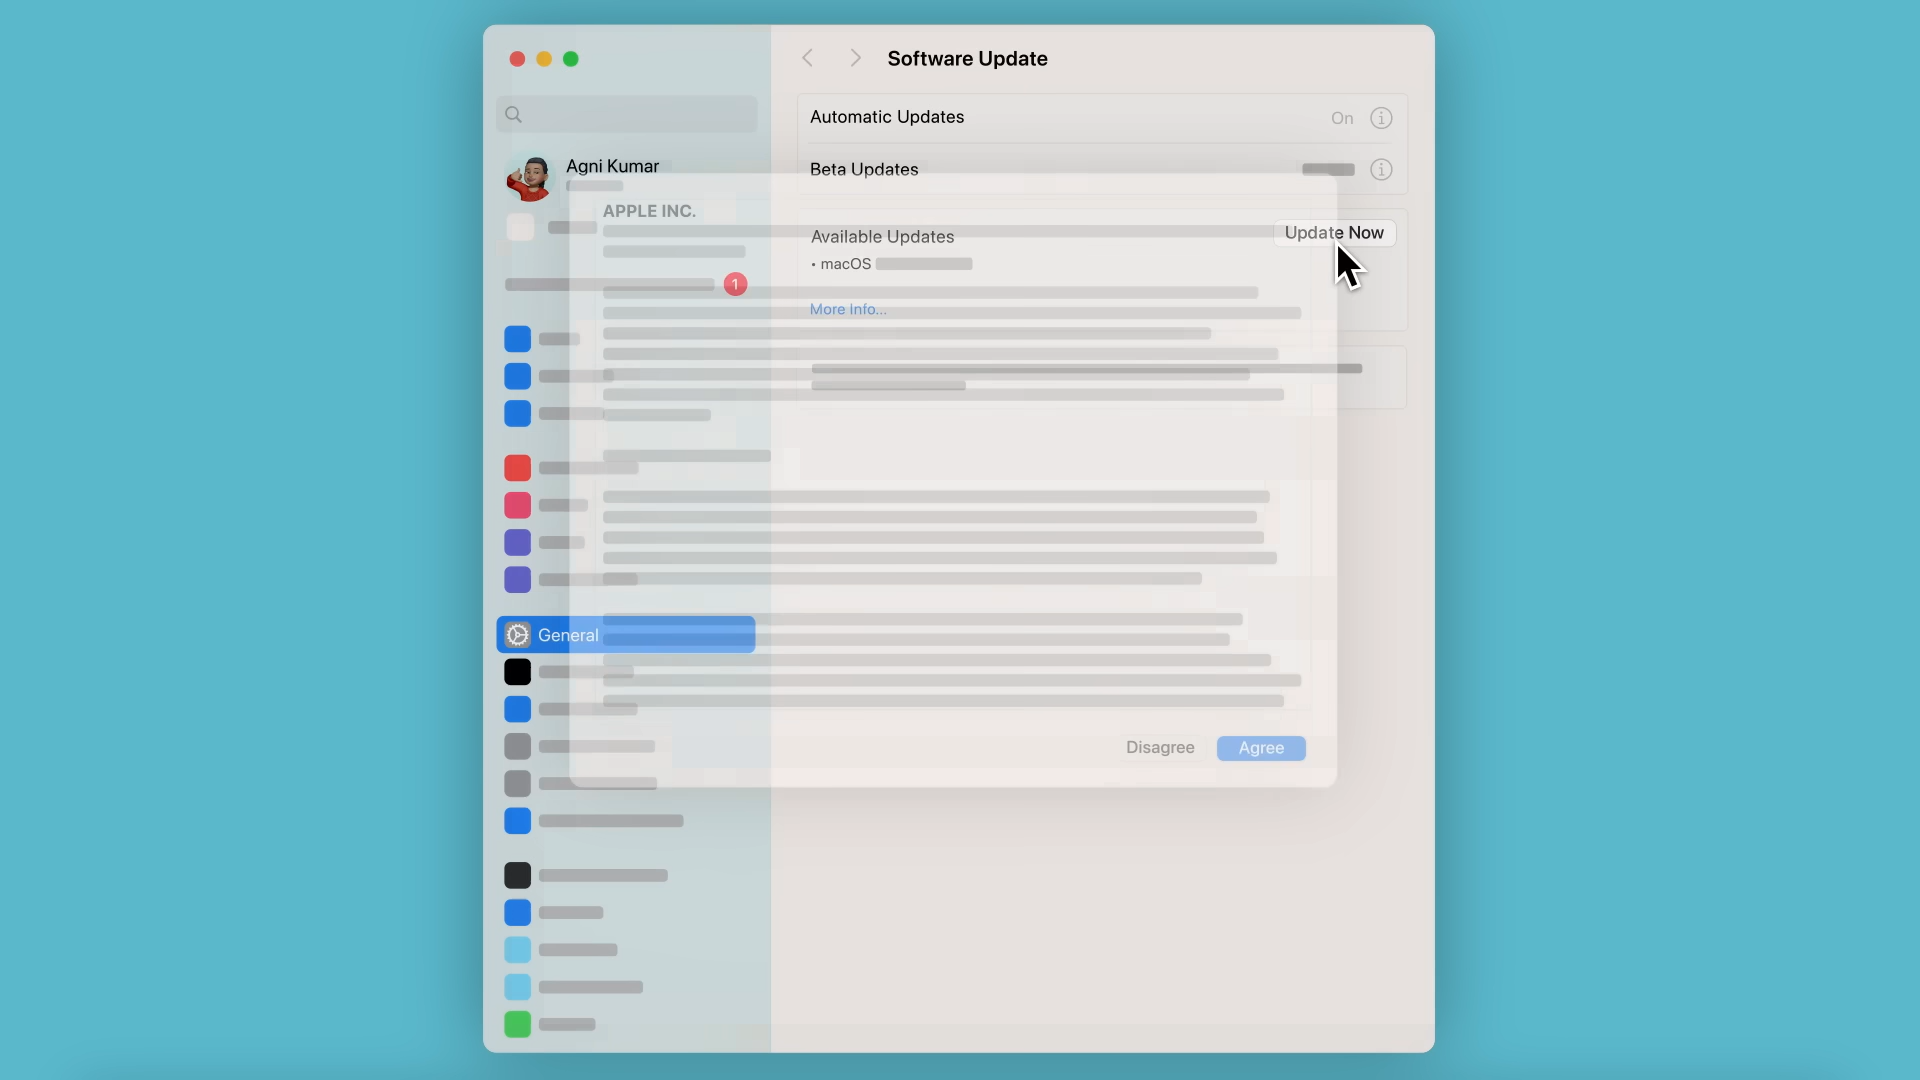 Software Update
Automatic Updates
On
Beta Updates
Agni Kumar
APPLE INC.
Available Updates
Update Now
• macOS
1
More Info...
General
Disagree
Agree